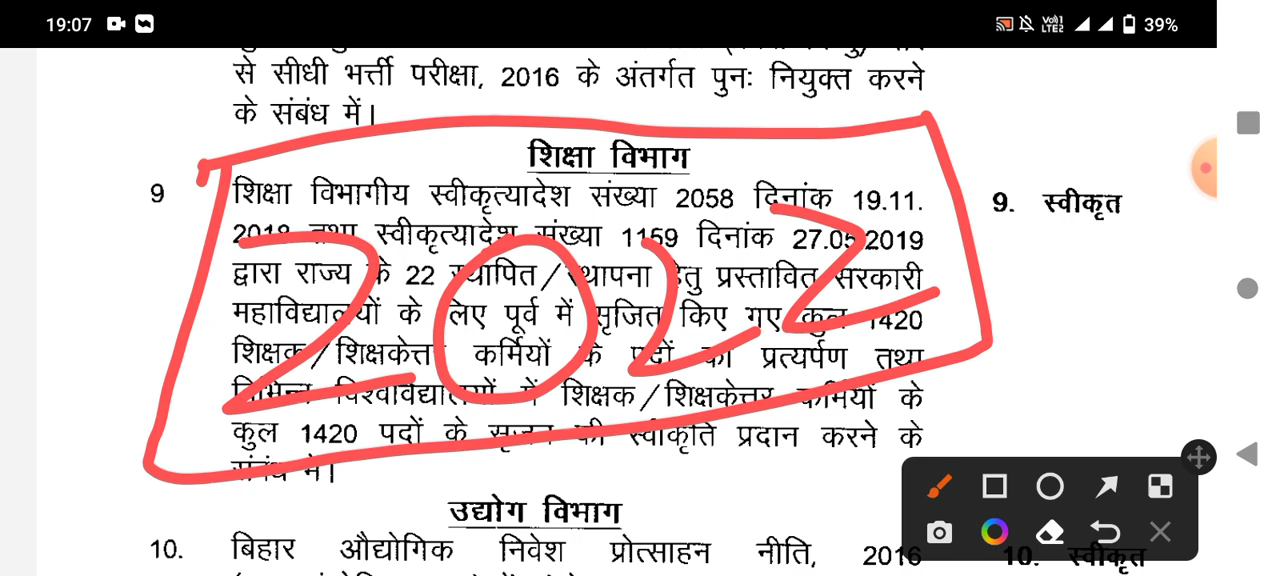 19:07 Vol) LTE2 39%
से सीधी भर्त्ती परीक्षा, 2016 के अंतर्गत पुनः नियुक्त करने
के संबंध में।
शिक्षा विभाग
9 शिक्षा विभागीय स्वीकृत्यादेश संख्या 2058 दिनांक 19.11. 9. स्वीकृत
2018 तथा स्वीकृत्यादेश संख्या 1159 दिनांक 27.05.2019
द्वारा राज्य के 22 स्थापित/स्थापना हेतु प्रस्तावित सरकारी
महाविद्यालयों के लिए पूर्व में सृजित किए गए कुल 1420
शिक्षक/शिक्षकेत्तर कर्मियों के पदों का प्रत्यर्पण तथा
विभिन्न विश्वविद्यालयों में शिक्षक/शिक्षकेत्तर कर्मियों के
कुल 1420 पदों के सृजन की स्वीकृति प्रदान करने के
संबंध में।
2022
उद्योग विभाग
10. बिहार औद्योगिक निवेश प्रोत्साहन नीति, 2016 10. स्वीकृत